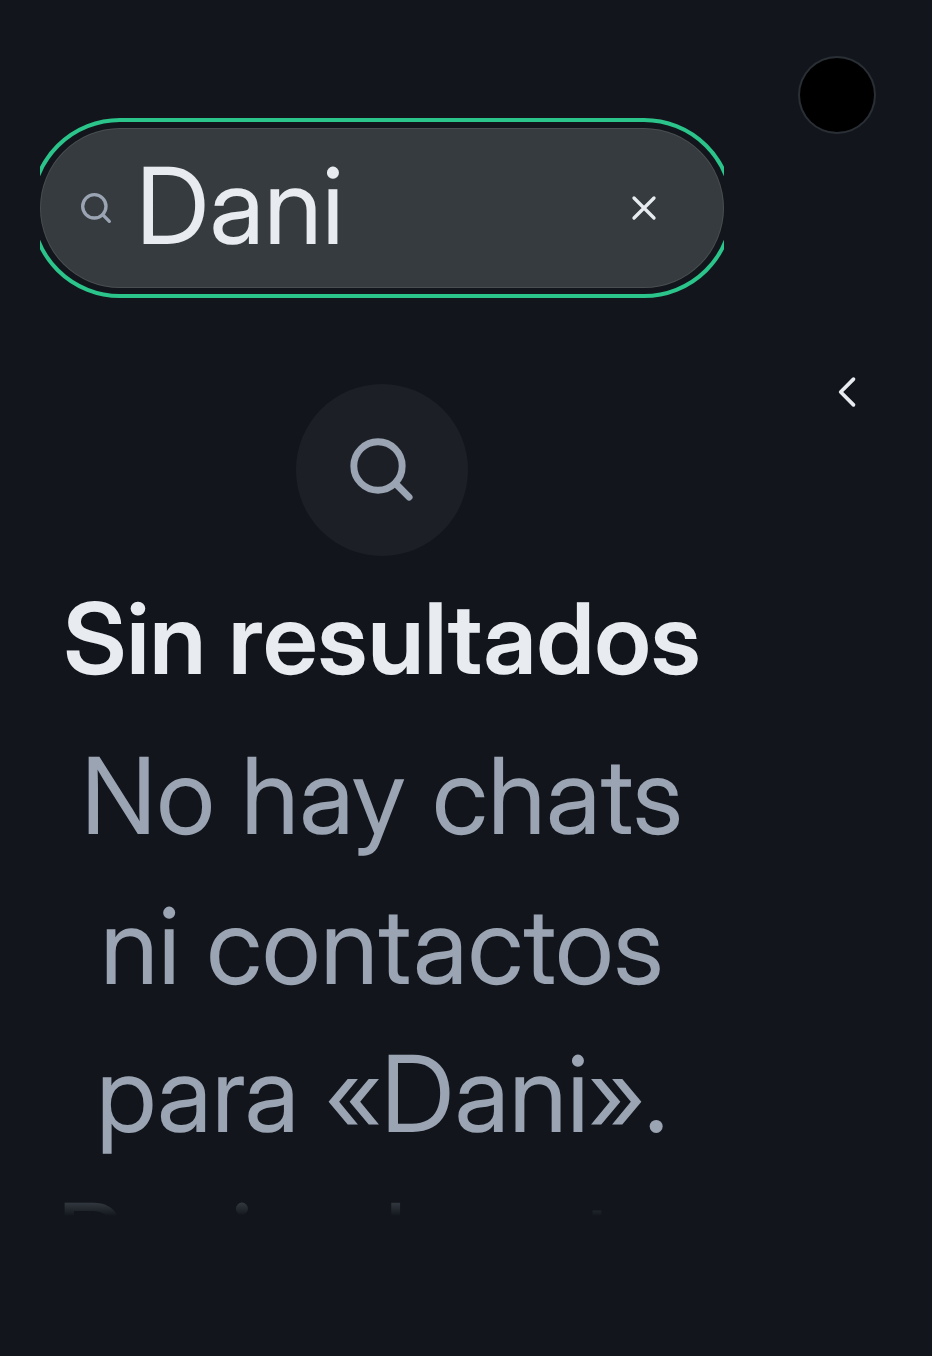 Dani
Sin resultados
No hay chats
ni contactos
para «Dani».